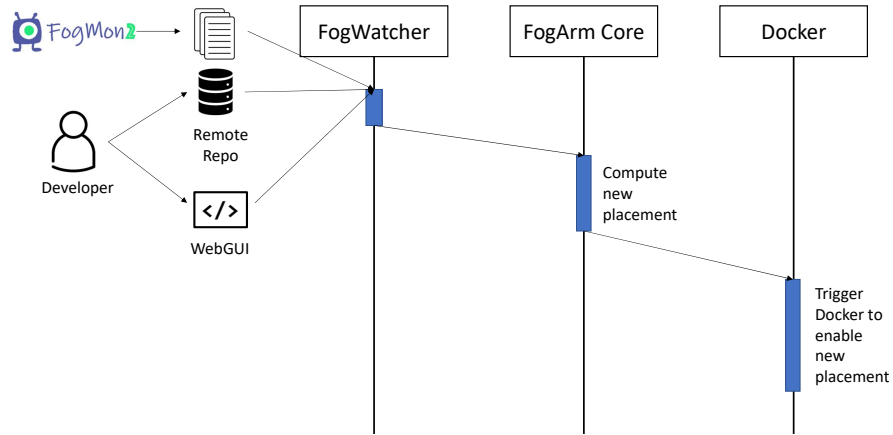 FogMon2
FogWatcher
FogArm Core
Docker
Remote
Repo
Developer
</>
WebGUI
Compute
new
placement
Trigger
Docker to
enable
new
placement